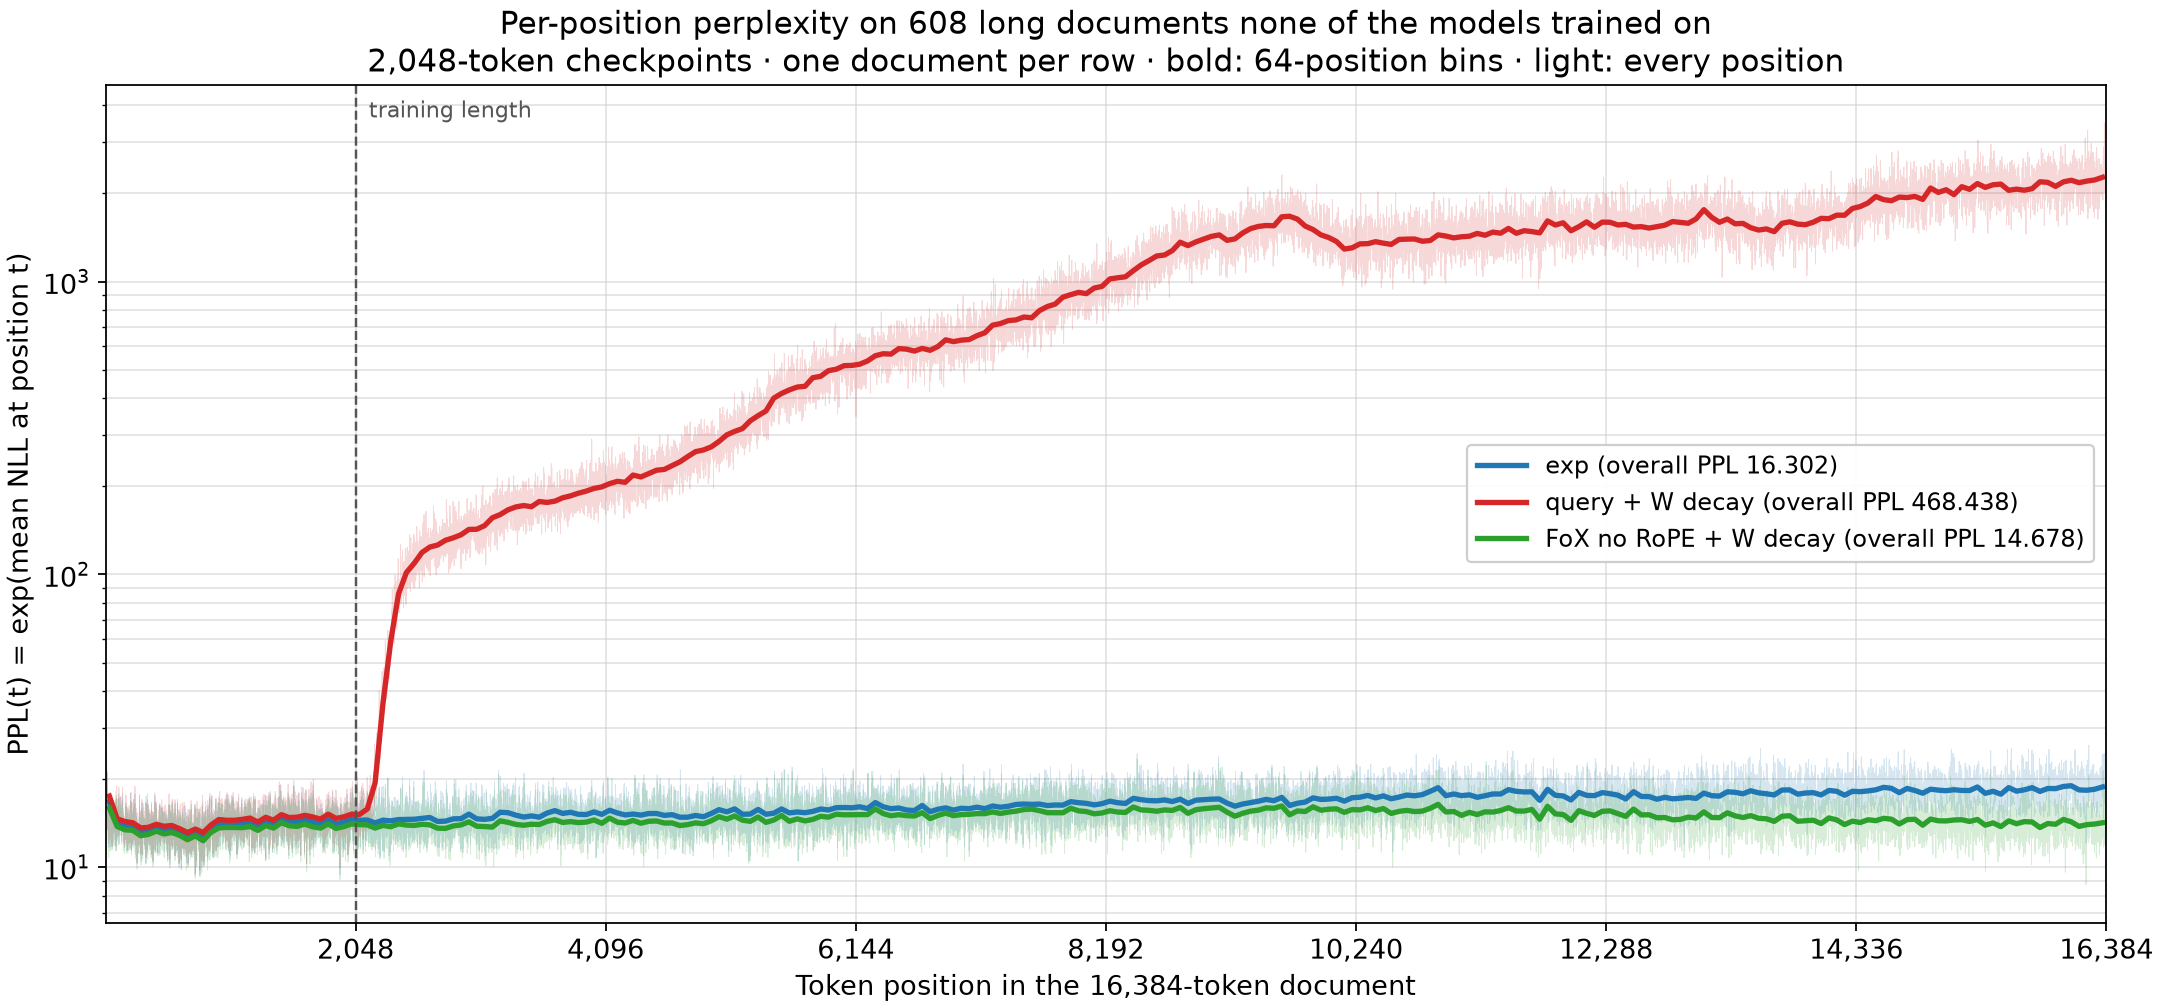 Per-position perplexity on 608 long documents none of the models trained on
2,048-token checkpoints · one document per row · bold: 64-position bins · light: every position
training length
PPL(t) = exp(mean NLL at position t)
10³
10²
10¹
exp (overall PPL 16.302)
query + W decay (overall PPL 468.438)
FoX no RoPE + W decay (overall PPL 14.678)
2,048
4,096
6,144
8,192
10,240
12,288
14,336
16,384
Token position in the 16,384-token document